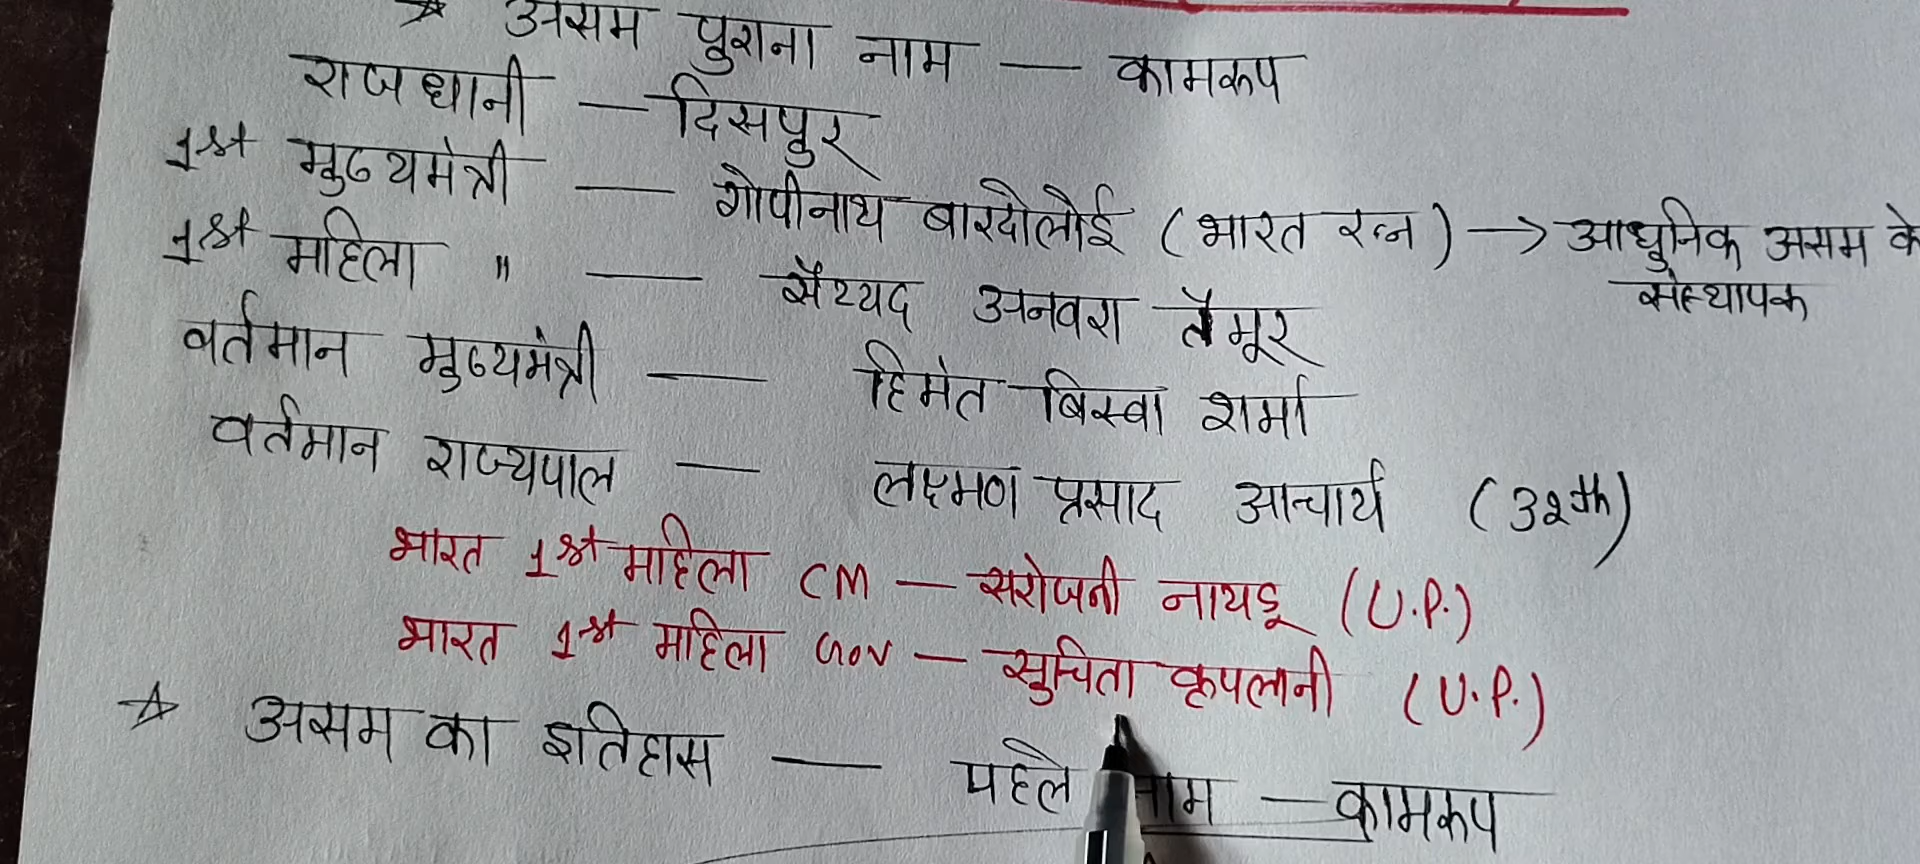 असम पुराना नाम — कामरूप
राजधानी — दिसपुर
1st मुख्यमंत्री — गोपीनाथ बारदोलोई (भारत रत्न) → आधुनिक असम के
संस्थापक
1st महिला " — सैय्यद अनवरा तैमूर
वर्तमान मुख्यमंत्री — हिमंत बिस्वा शर्मा
वर्तमान राज्यपाल — लक्ष्मण प्रसाद आचार्य (32th)
भारत 1st महिला CM — सरोजनी नायडू (U.P.)
भारत 1st महिला Gov — सुचिता कृपलानी (U.P.)
☆ असम का इतिहास — पहले नाम — कामरूप